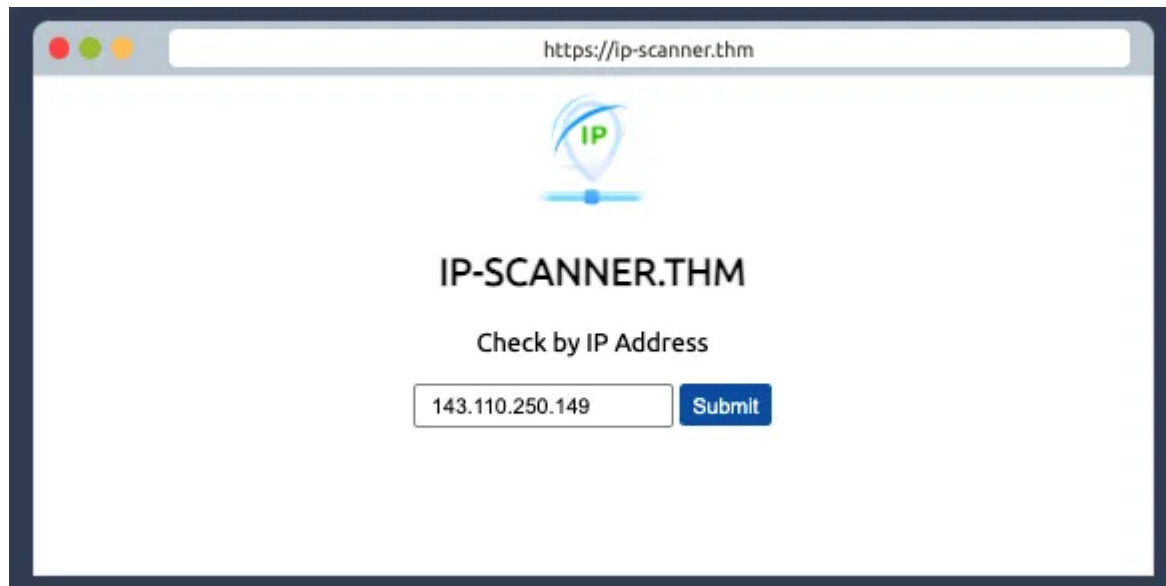 https://ip-scanner.thm
IP
IP-SCANNER.THM
Check by IP Address
143.110.250.149 Submit